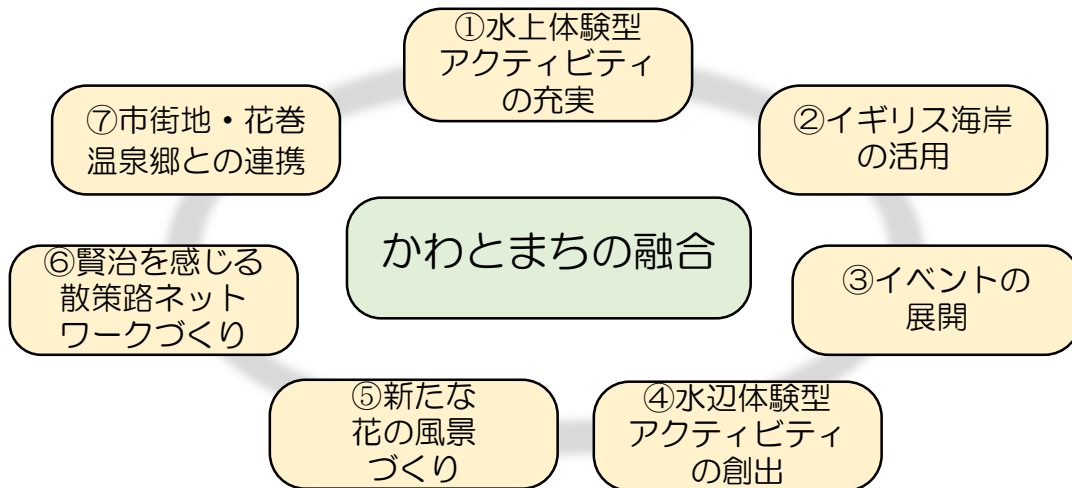 ①水上体験型
アクティビティ
の充実
②イギリス海岸
の活用
③イベントの
展開
④水辺体験型
アクティビティ
の創出
⑤新たな
花の風景
づくり
⑥賢治を感じる
散策路ネット
ワークづくり
⑦市街地・花巻
温泉郷との連携
かわとまちの融合